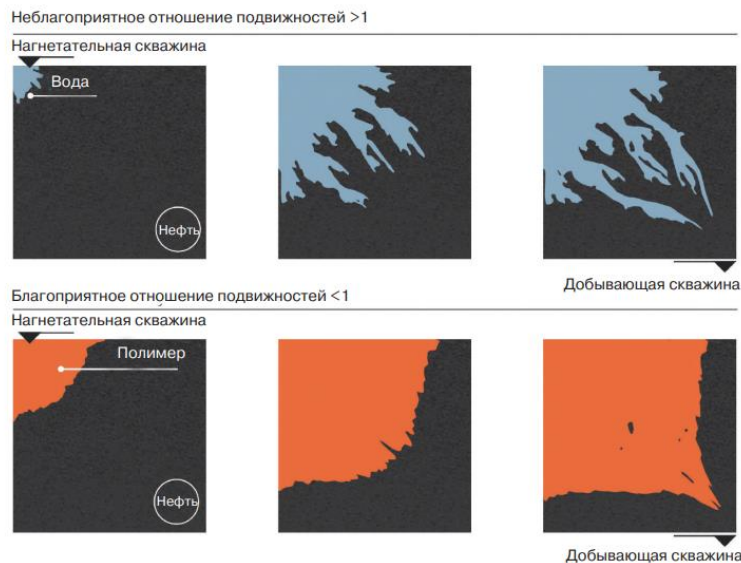 Неблагоприятное отношение подвижностей >1
Нагнетательная скважина
Вода
Нефть
Добывающая скважина
Благоприятное отношение подвижностей <1
Нагнетательная скважина
Полимер
Нефть
Добывающая скважина